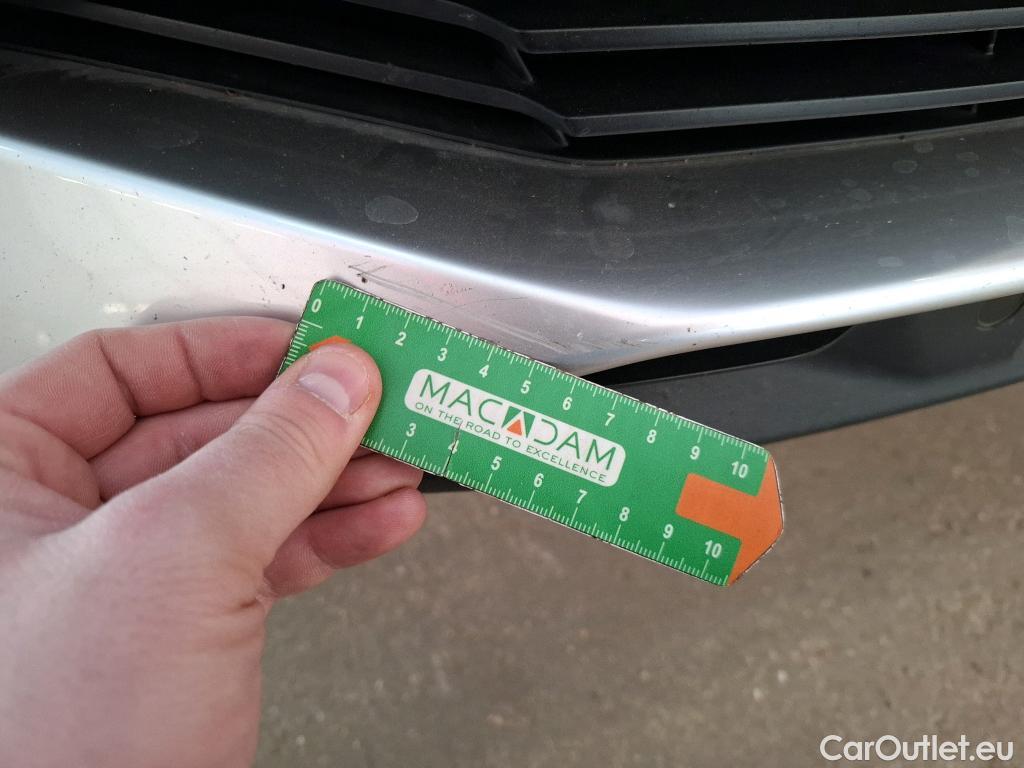 0 1 2 3 4 5 6 7 8 9 10
MACADAM
ON THE ROAD TO EXCELLENCE
3 4 5 6 7 8 9 10
CarOutlet.eu